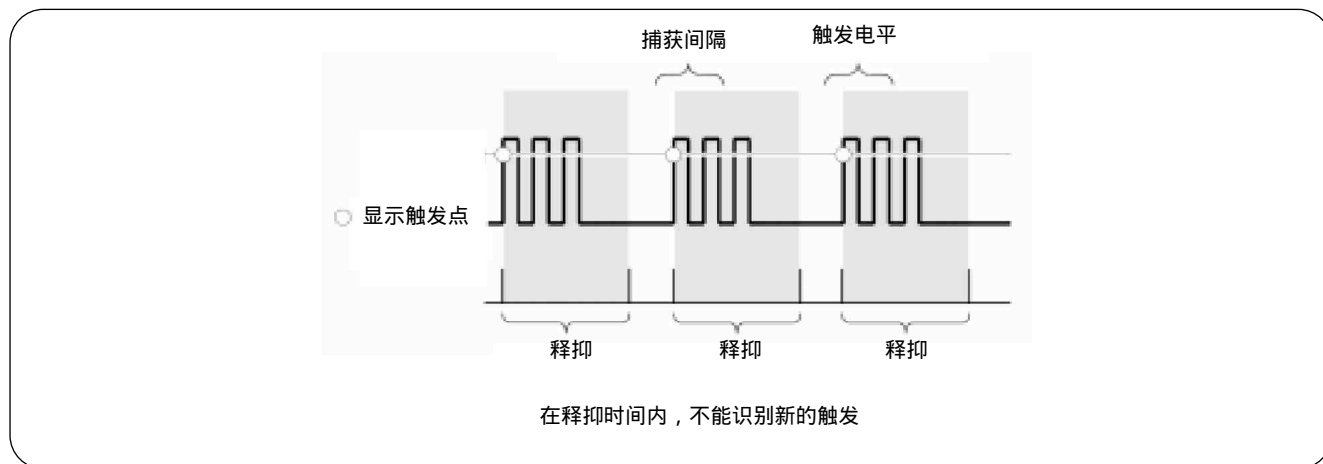 捕获间隔
触发电平
显示触发点
释抑
释抑
释抑
在释抑时间内，不能识别新的触发